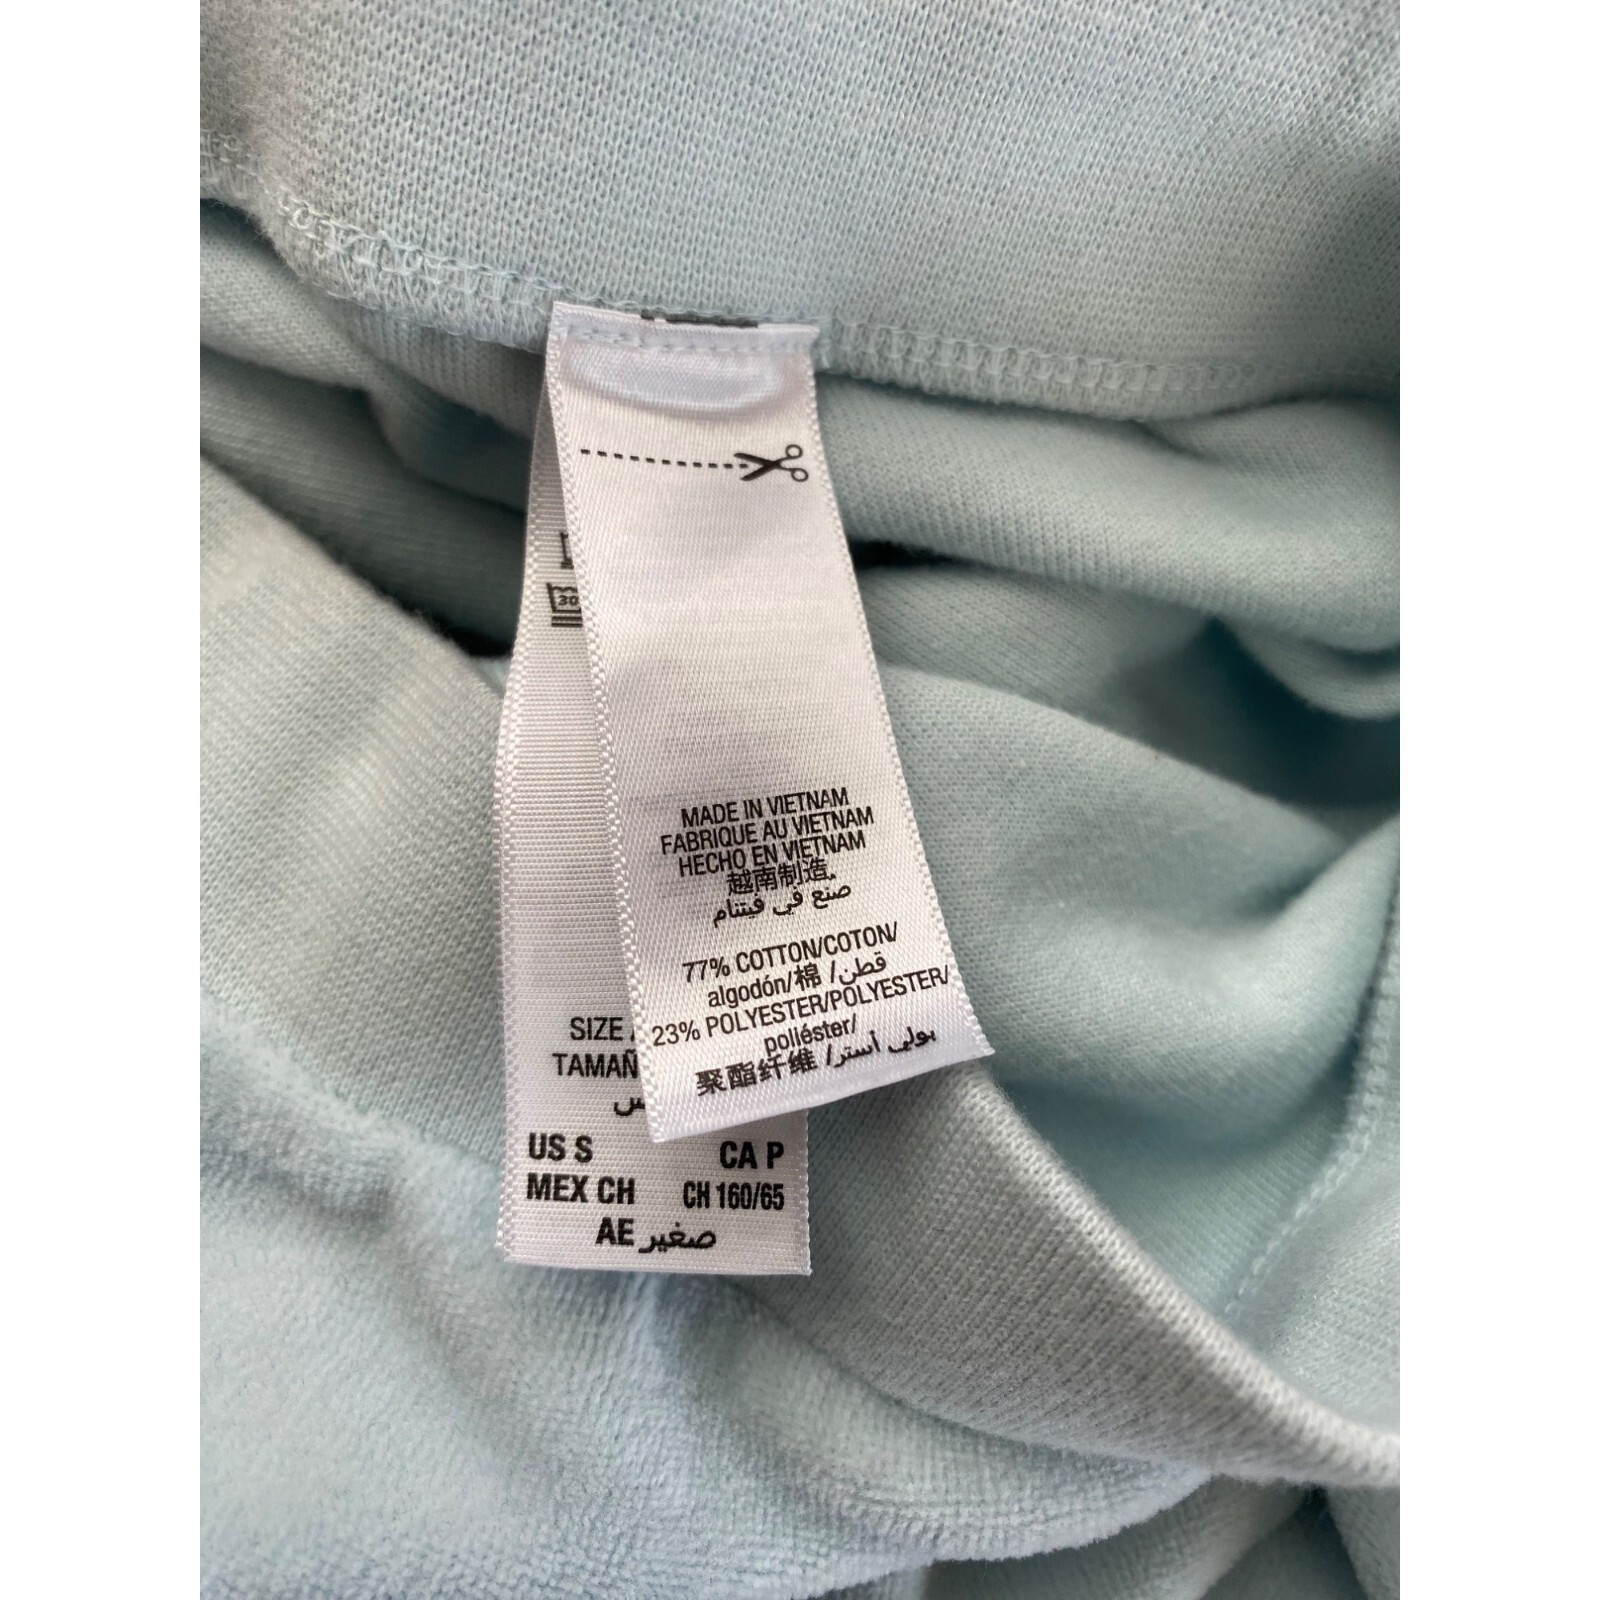 MADE IN VIETNAM
FABRIQUE AU VIETNAM
HECHO EN VIETNAM
越南制造.
صنع في فيتنام
77% COTTON/COTON/
algodón/棉 /قطن
23% POLYESTER/POLYESTER/
poliéster/
聚酯纤维 /بولي أستر
30
SIZE
US S CA P
MEX CH CH 160/65
AE صغير